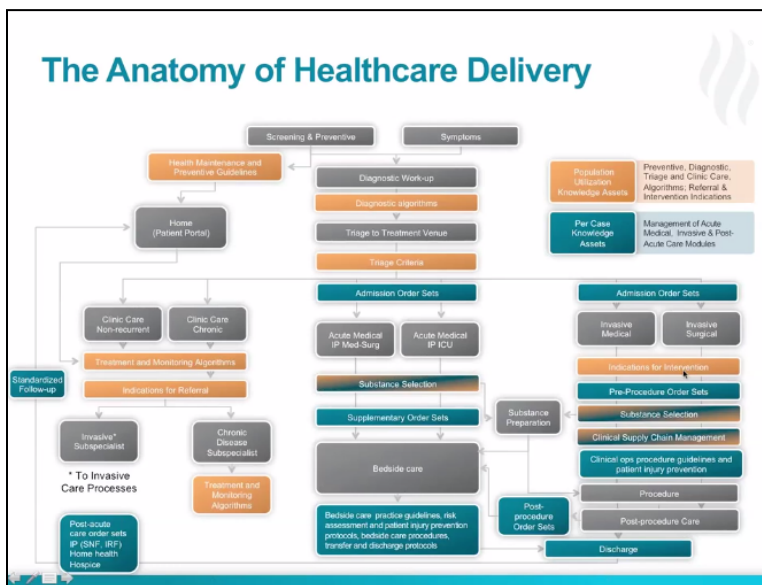 The Anatomy of Healthcare Delivery
Screening & Preventive
Symptoms
Health Maintenance and
Preventive Guidelines
Diagnostic Work-up
Diagnostic algorithms
Population
Utilization
Knowledge Assets
Preventive, Diagnostic,
Triage and Clinic Care,
Algorithms; Referral &
Intervention Indications
Home
(Patient Portal)
Triage to Treatment Venue
Per Case
Knowledge
Assets
Management of Acute
Medical, Invasive & Post-
Acute Care Modules
Triage Criteria
Admission Order Sets
Admission Order Sets
Clinic Care
Non-recurrent
Clinic Care
Chronic
Acute Medical
IP Med-Surg
Acute Medical
IP ICU
Invasive
Medical
Invasive
Surgical
Treatment and Monitoring Algorithms
Indications for Intervention
Standardized
Follow-up
Indications for Referral
Substance Selection
Pre-Procedure Order Sets
Supplementary Order Sets
Substance
Preparation
Substance Selection
Invasive*
Subspecialist
Chronic
Disease
Subspecialist
Bedside care
Clinical Supply Chain Management
Clinical ops procedure guidelines and
patient injury prevention
* To Invasive
Care Processes
Treatment and
Monitoring
Algorithms
Procedure
Post-acute
care order sets
IP (SNF, IRF)
Home health
Hospice
Bedside care practice guidelines, risk
assessment and patient injury prevention
protocols, bedside care procedures,
transfer and discharge protocols
Post-
procedure
Order Sets
Post-procedure Care
Discharge